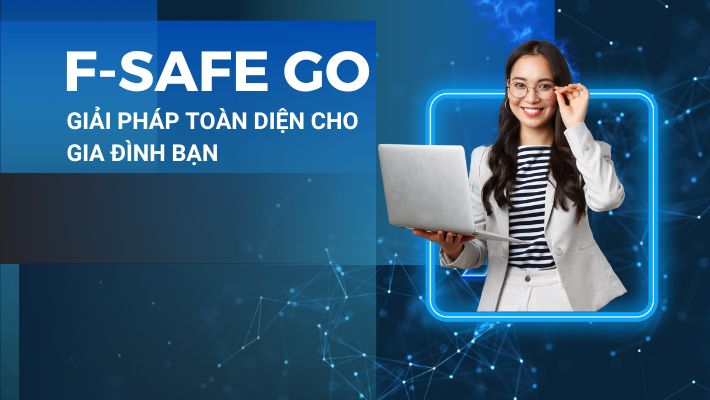 F-SAFE GO
GIẢI PHÁP TOÀN DIỆN CHO
GIA ĐÌNH BẠN